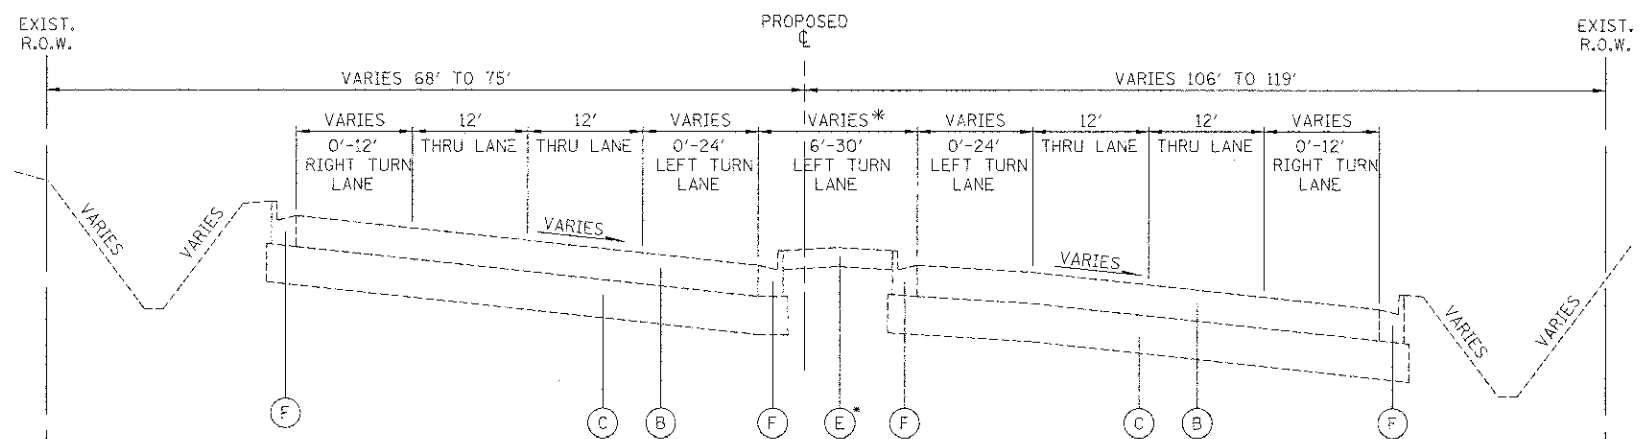 EXIST.
R.O.W.
PROPOSED
℄
EXIST.
R.O.W.
VARIES 68' TO 75'
VARIES 106' TO 119'
VARIES
0'-12'
RIGHT TURN
LANE
12'
THRU LANE
12'
THRU LANE
VARIES
0'-24'
LEFT TURN
LANE
VARIES*
6'-30'
LEFT TURN
LANE
VARIES
0'-24'
LEFT TURN
LANE
12'
THRU LANE
12'
THRU LANE
VARIES
0'-12'
RIGHT TURN
LANE
VARIES
VARIES
VARIES
VARIES
VARIES
VARIES
F
C
B
F
E*
F
C
B
F